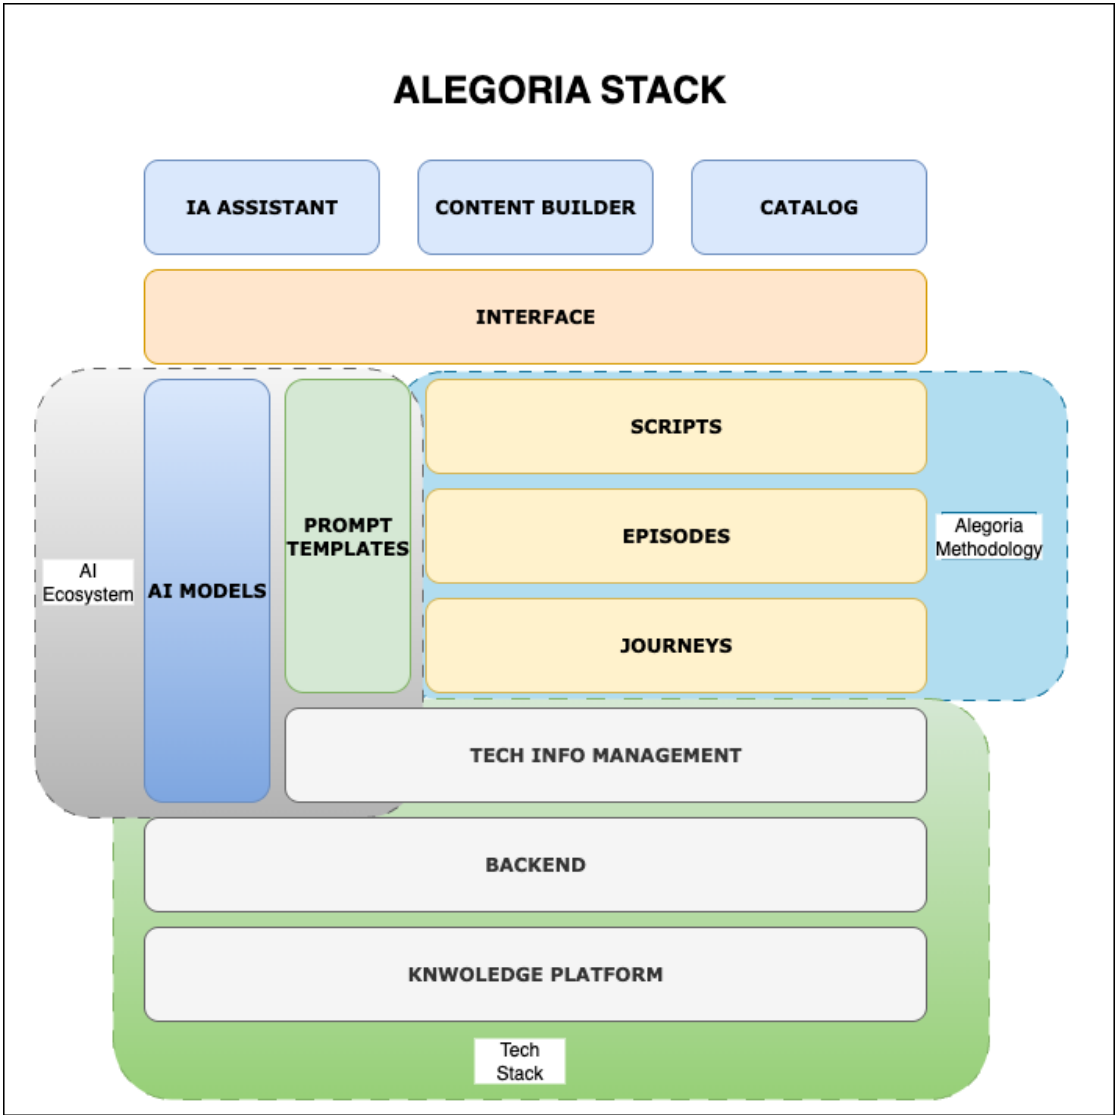 ALEGORIA STACK
IA ASSISTANT
CONTENT BUILDER
CATALOG
INTERFACE
SCRIPTS
EPISODES
JOURNEYS
Alegoria
Methodology
PROMPT
TEMPLATES
AI MODELS
AI
Ecosystem
TECH INFO MANAGEMENT
BACKEND
KNWOLEDGE PLATFORM
Tech
Stack